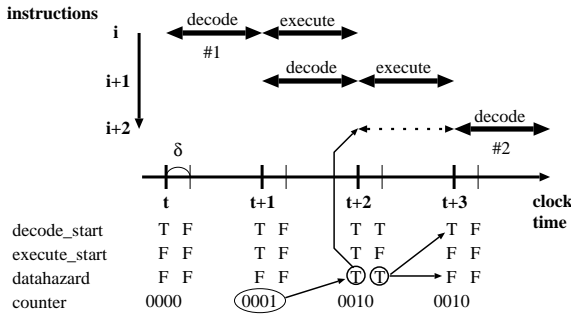 instructions
decode execute
i
#1
decode execute
i+1
decode
i+2
#2
δ
t t+1 t+2 t+3 clock
time
decode_start T F T F T T T F
execute_start F F T F T F F F
datahazard F F F F T T F F
counter 0000 0001 0010 0010